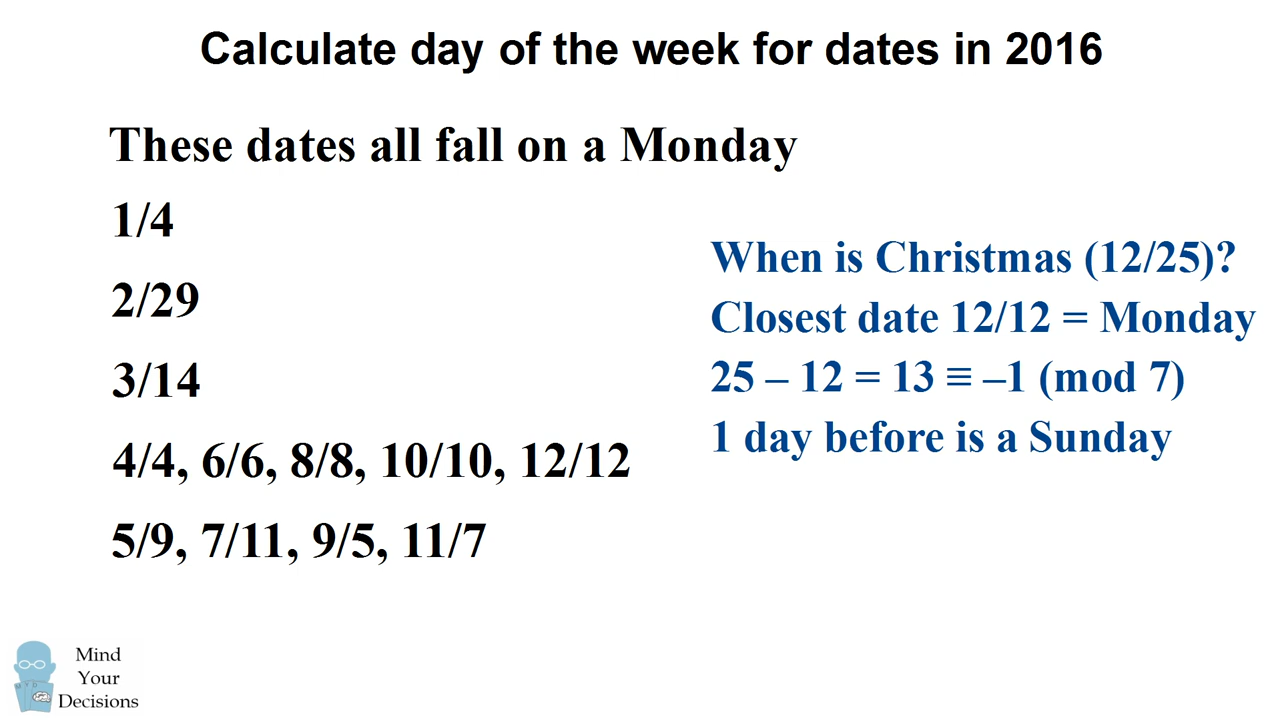 Calculate day of the week for dates in 2016
These dates all fall on a Monday
1/4
2/29
3/14
4/4, 6/6, 8/8, 10/10, 12/12
5/9, 7/11, 9/5, 11/7
When is Christmas (12/25)?
Closest date 12/12 = Monday
25 – 12 = 13 ≡ –1 (mod 7)
1 day before is a Sunday
Mind
Your
Decisions